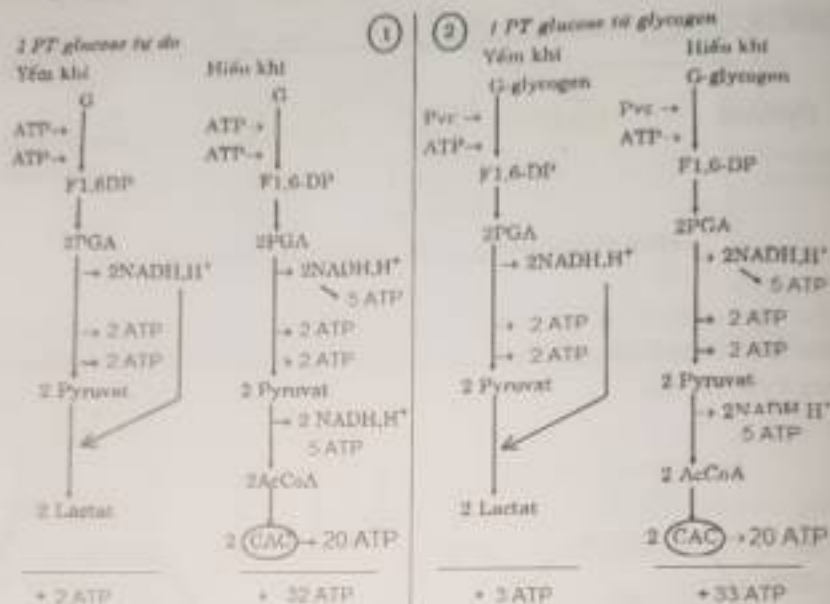 1
1 PT glucose tự do
Yếm khí
G
ATP→
ATP→
F1,6DP
2PGA
→ 2NADH,H⁺
→ 2 ATP
→ 2 ATP
2 Pyruvat
2 Lactat
+ 2 ATP
Hiếu khí
G
ATP→
ATP→
F1,6-DP
2PGA
→ 2NADH,H⁺
5 ATP
→ 2 ATP
→ 2 ATP
2 Pyruvat
→ 2 NADH,H⁺
5 ATP
2AcCoA
2 CAC → 20 ATP
+ 32 ATP
2
1 PT glucose từ glycogen
Yếm khí
G-glycogen
Pvc →
ATP→
F1,6-DP
2PGA
→ 2NADH,H⁺
→ 2 ATP
→ 2 ATP
2 Pyruvat
2 Lactat
+ 3 ATP
Hiếu khí
G-glycogen
Pvc →
ATP→
F1,6-DP
2PGA
→ 2NADH,H⁺
5 ATP
→ 2 ATP
→ 2 ATP
2 Pyruvat
→ 2NADH H⁺
5 ATP
2 AcCoA
2 CAC → 20 ATP
+ 33 ATP